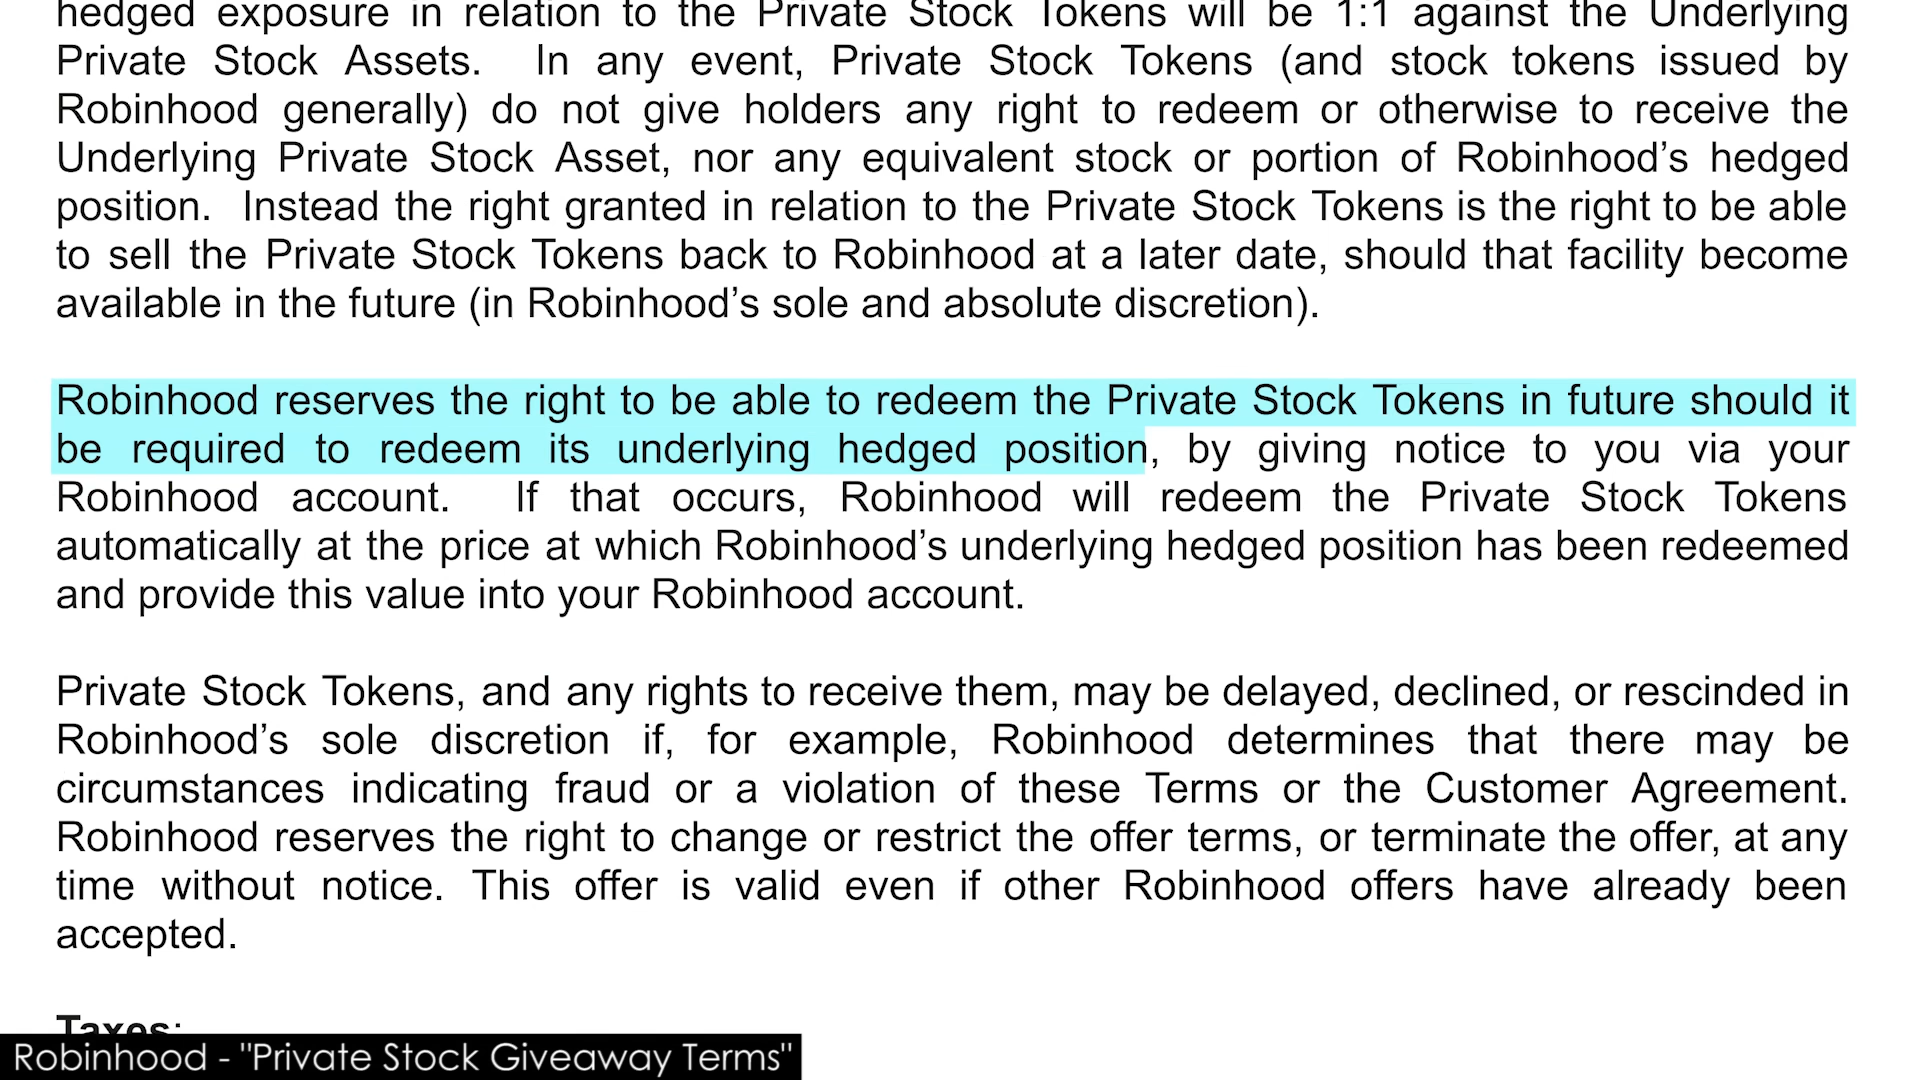 hedged exposure in relation to the Private Stock Tokens will be 1:1 against the Underlying
Private Stock Assets. In any event, Private Stock Tokens (and stock tokens issued by
Robinhood generally) do not give holders any right to redeem or otherwise to receive the
Underlying Private Stock Asset, nor any equivalent stock or portion of Robinhood’s hedged
position. Instead the right granted in relation to the Private Stock Tokens is the right to be able
to sell the Private Stock Tokens back to Robinhood at a later date, should that facility become
available in the future (in Robinhood’s sole and absolute discretion).
Robinhood reserves the right to be able to redeem the Private Stock Tokens in future should it
be required to redeem its underlying hedged position, by giving notice to you via your
Robinhood account. If that occurs, Robinhood will redeem the Private Stock Tokens
automatically at the price at which Robinhood’s underlying hedged position has been redeemed
and provide this value into your Robinhood account.
Private Stock Tokens, and any rights to receive them, may be delayed, declined, or rescinded in
Robinhood’s sole discretion if, for example, Robinhood determines that there may be
circumstances indicating fraud or a violation of these Terms or the Customer Agreement.
Robinhood reserves the right to change or restrict the offer terms, or terminate the offer, at any
time without notice. This offer is valid even if other Robinhood offers have already been
accepted.
Taxes:
Robinhood - "Private Stock Giveaway Terms"